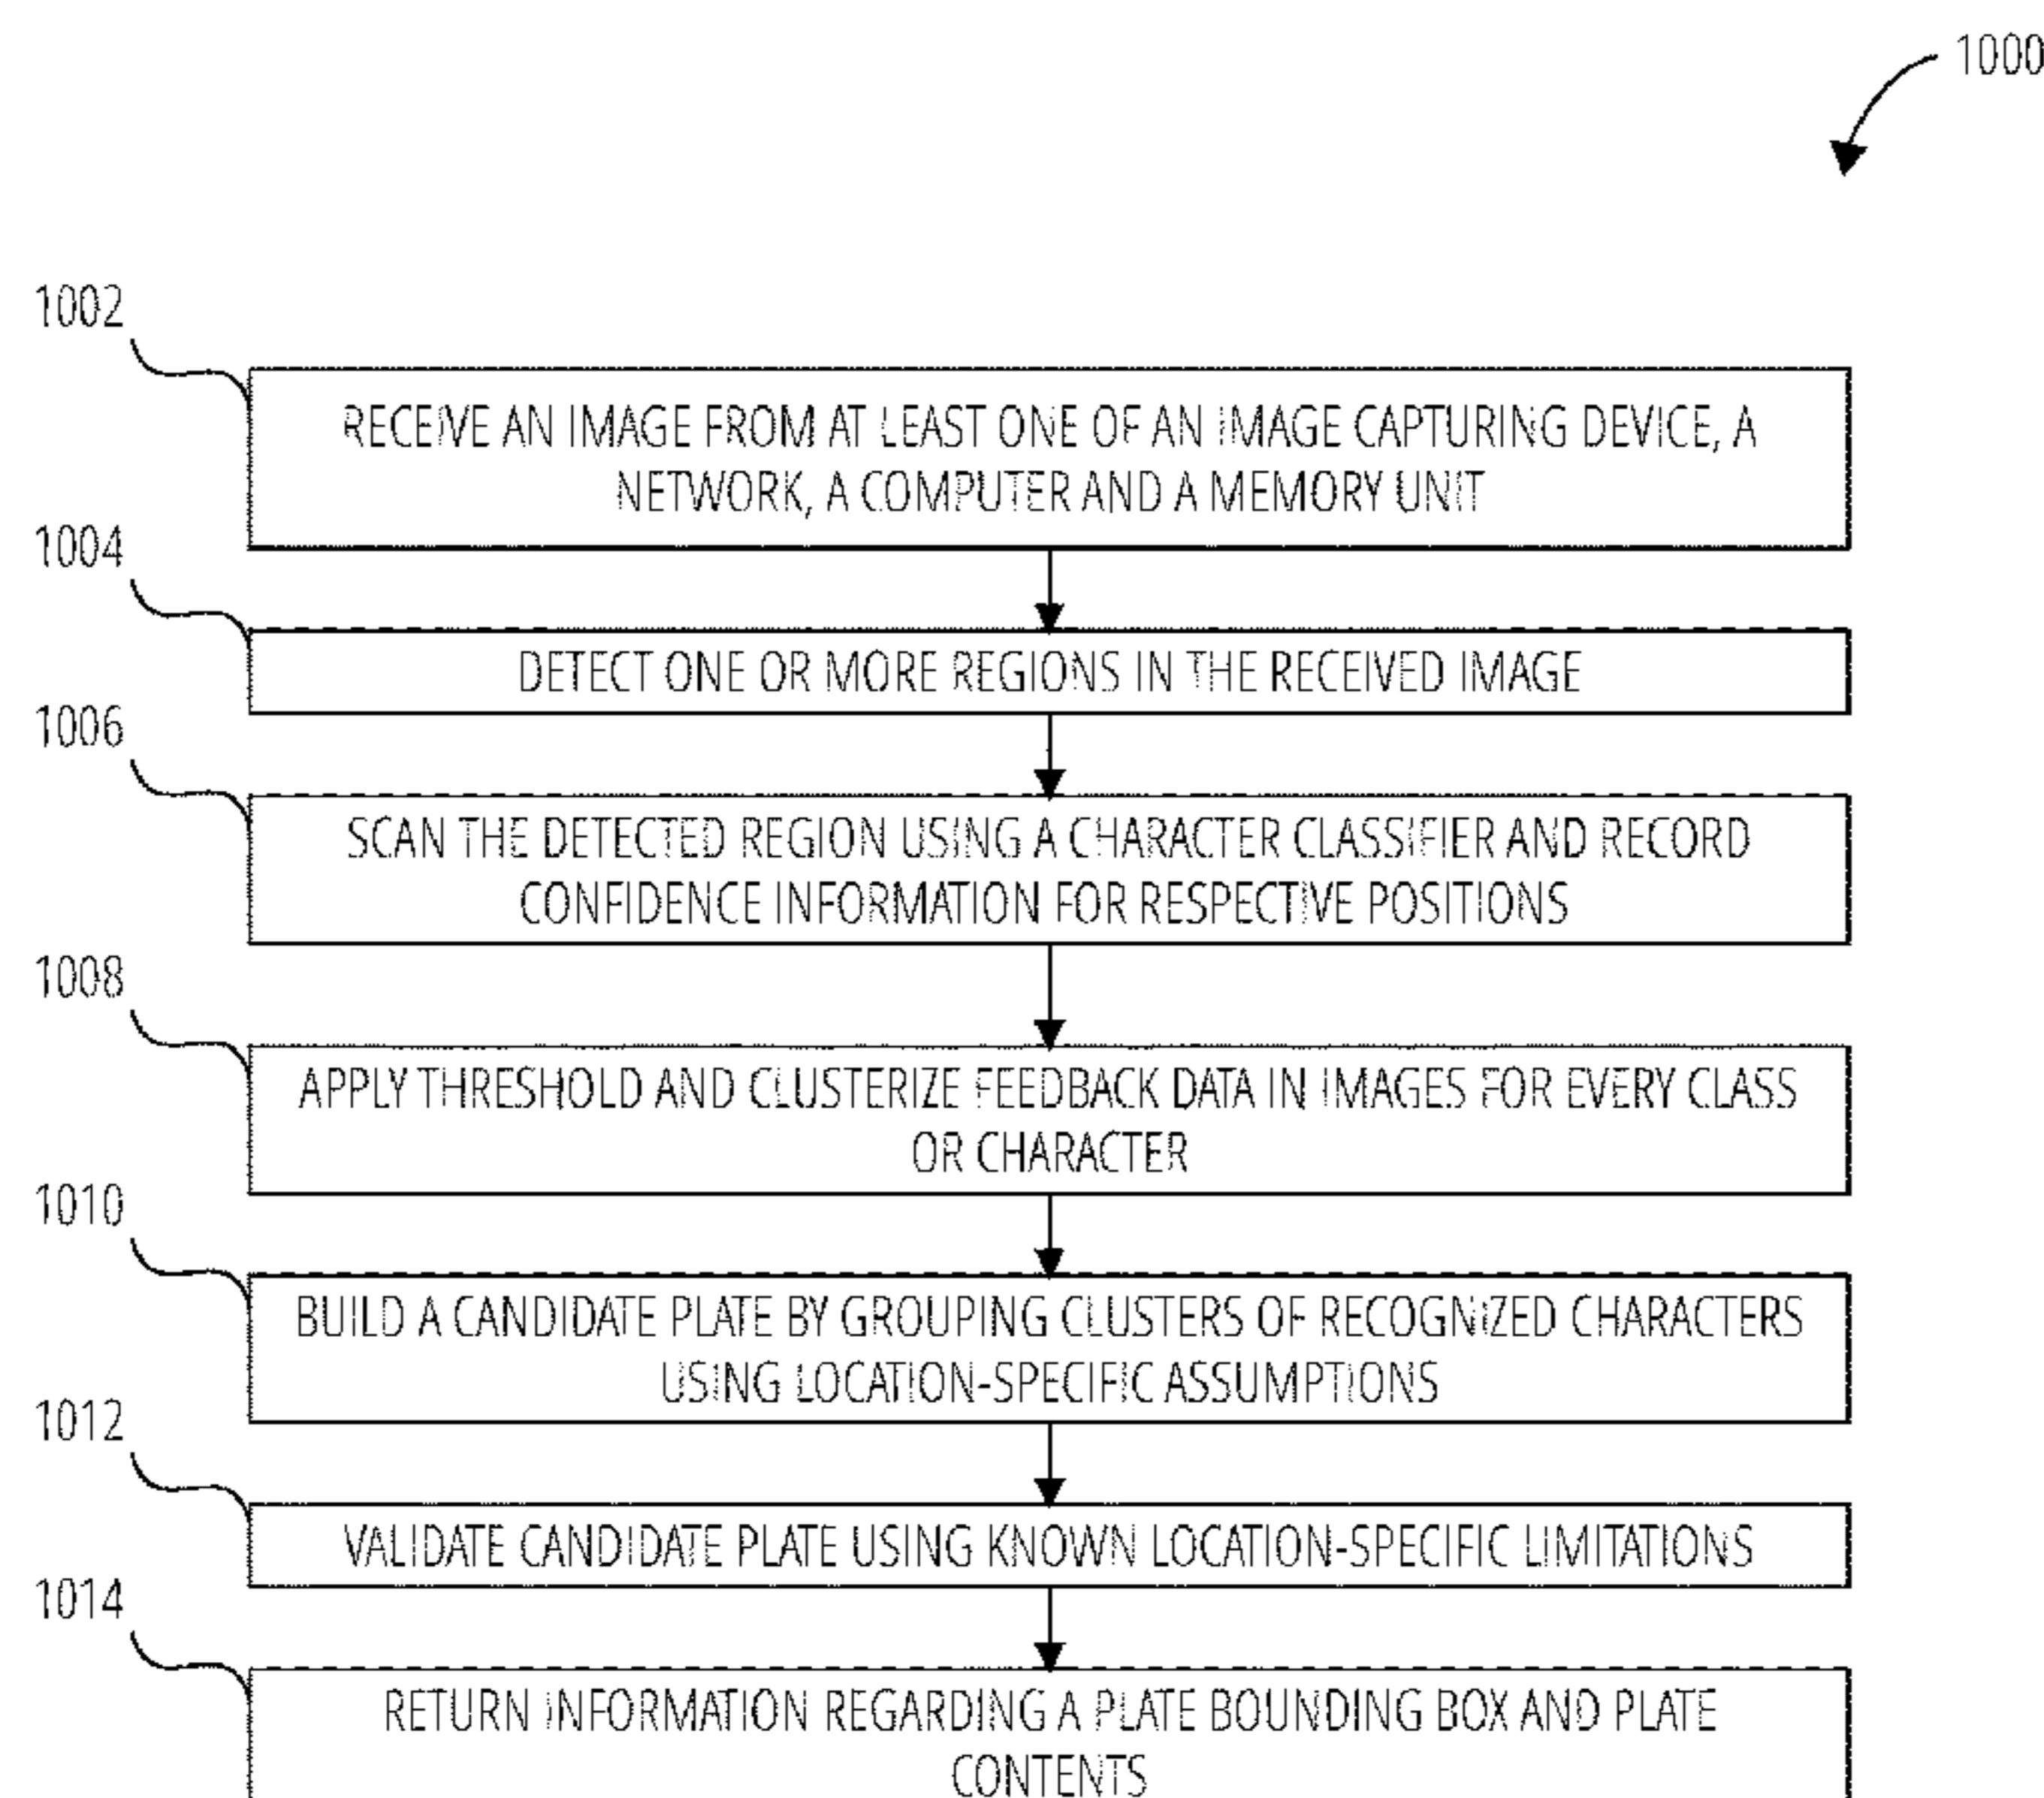 1000
1002
RECEIVE AN IMAGE FROM AT LEAST ONE OF AN IMAGE CAPTURING DEVICE, A
NETWORK, A COMPUTER AND A MEMORY UNIT
1004
DETECT ONE OR MORE REGIONS IN THE RECEIVED IMAGE
1006
SCAN THE DETECTED REGION USING A CHARACTER CLASSIFIER AND RECORD
CONFIDENCE INFORMATION FOR RESPECTIVE POSITIONS
1008
APPLY THRESHOLD AND CLUSTERIZE FEEDBACK DATA IN IMAGES FOR EVERY CLASS
OR CHARACTER
1010
BUILD A CANDIDATE PLATE BY GROUPING CLUSTERS OF RECOGNIZED CHARACTERS
USING LOCATION-SPECIFIC ASSUMPTIONS
1012
VALIDATE CANDIDATE PLATE USING KNOWN LOCATION-SPECIFIC LIMITATIONS
1014
RETURN INFORMATION REGARDING A PLATE BOUNDING BOX AND PLATE
CONTENTS